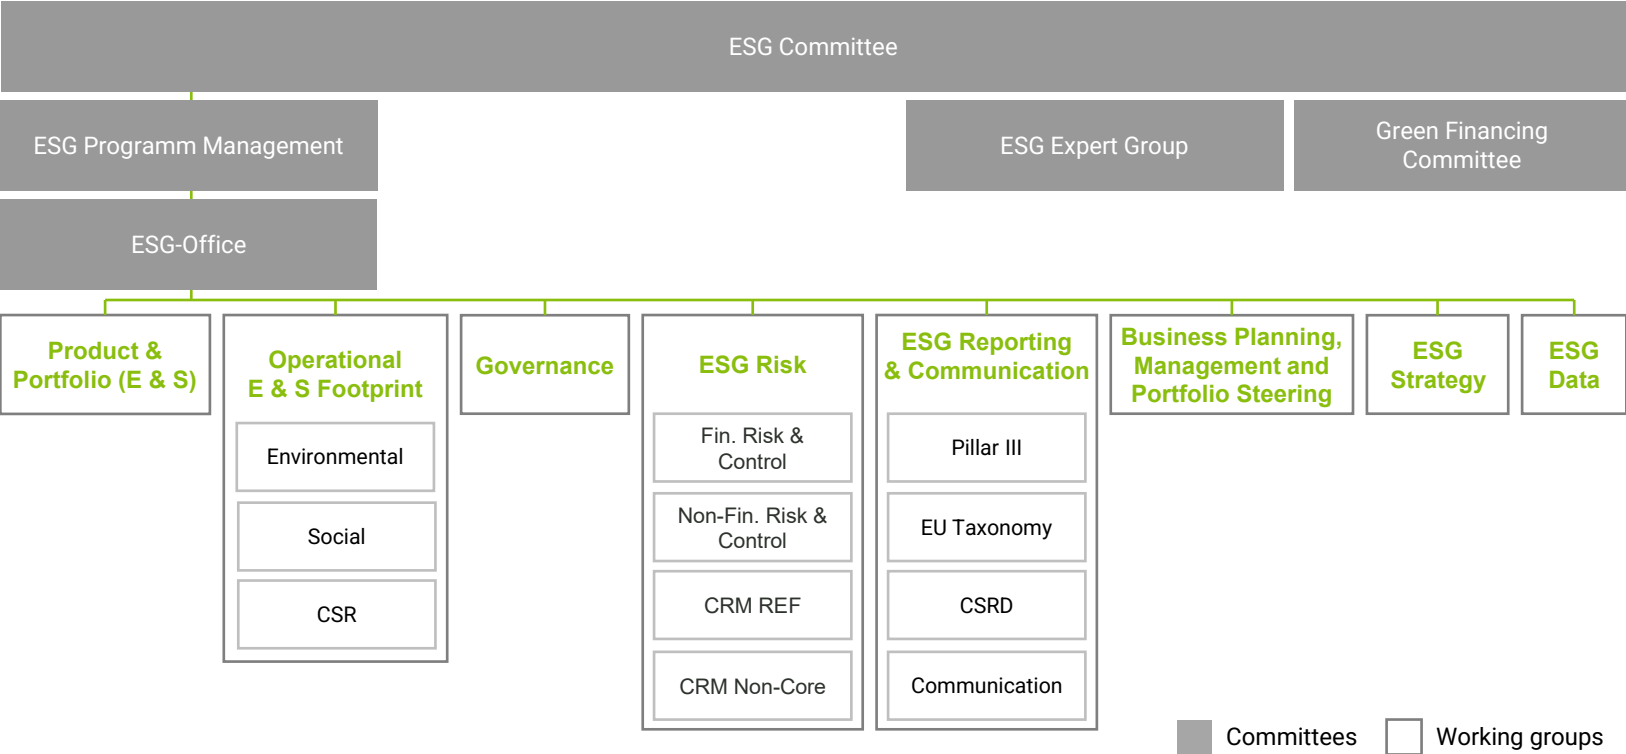 ESG Committee
ESG Programm Management
ESG Expert Group
Green Financing
Committee
ESG-Office
Product &
Portfolio (E & S)
Operational
E & S Footprint
Environmental
Social
CSR
Governance
ESG Risk
Fin. Risk &
Control
Non-Fin. Risk &
Control
CRM REF
CRM Non-Core
ESG Reporting
& Communication
Pillar III
EU Taxonomy
CSRD
Communication
Business Planning,
Management and
Portfolio Steering
ESG
Strategy
ESG
Data
Committees
Working groups